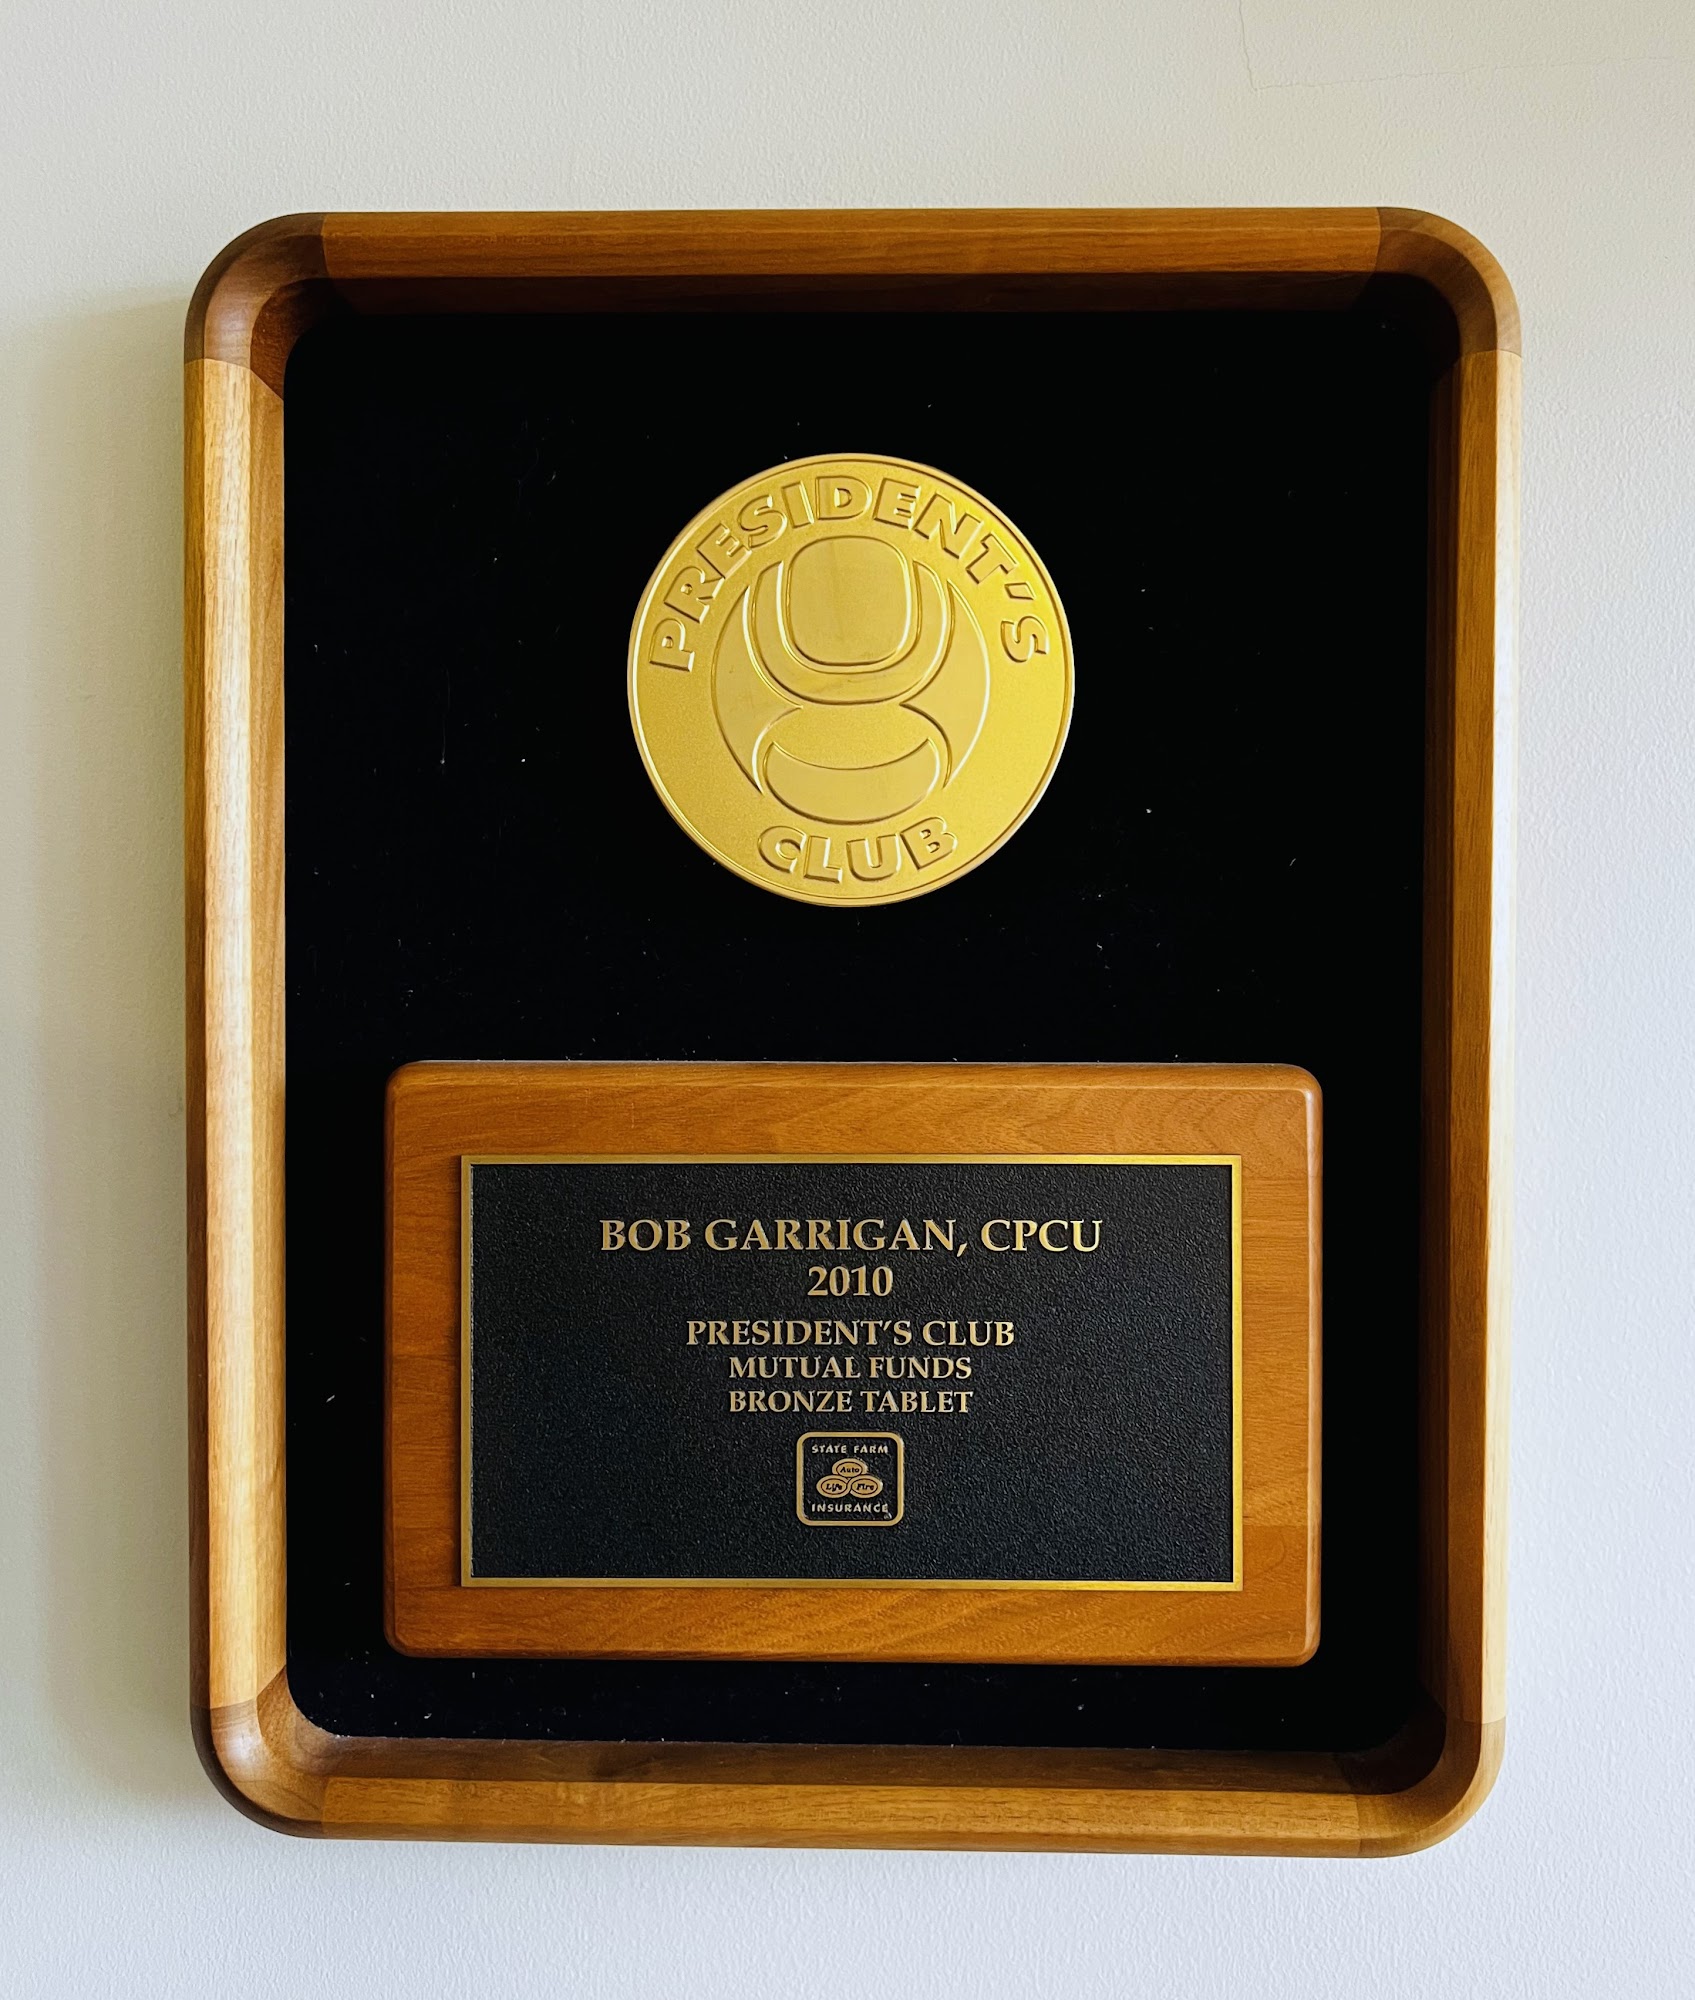 PRESIDENT'S
CLUB
BOB GARRIGAN, CPCU
2010
PRESIDENT'S CLUB
MUTUAL FUNDS
BRONZE TABLET
STATE FARM
Auto
Life Fire
INSURANCE